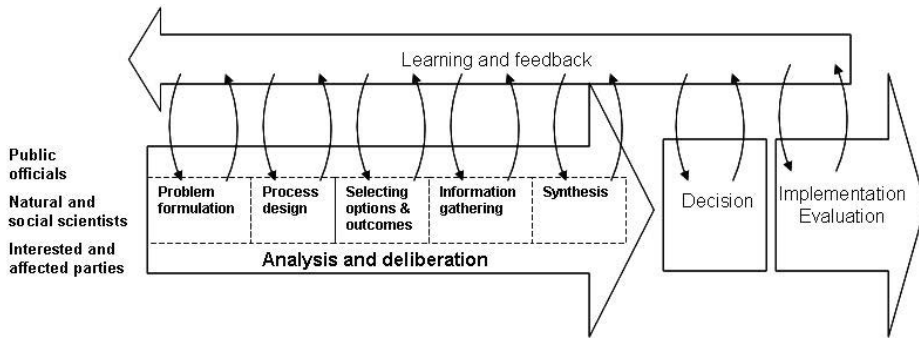 Learning and feedback
Public
officials
Natural and
social scientists
Interested and
affected parties
Problem
formulation
Process
design
Selecting
options &
outcomes
Information
gathering
Synthesis
Analysis and deliberation
Decision
Implementation
Evaluation